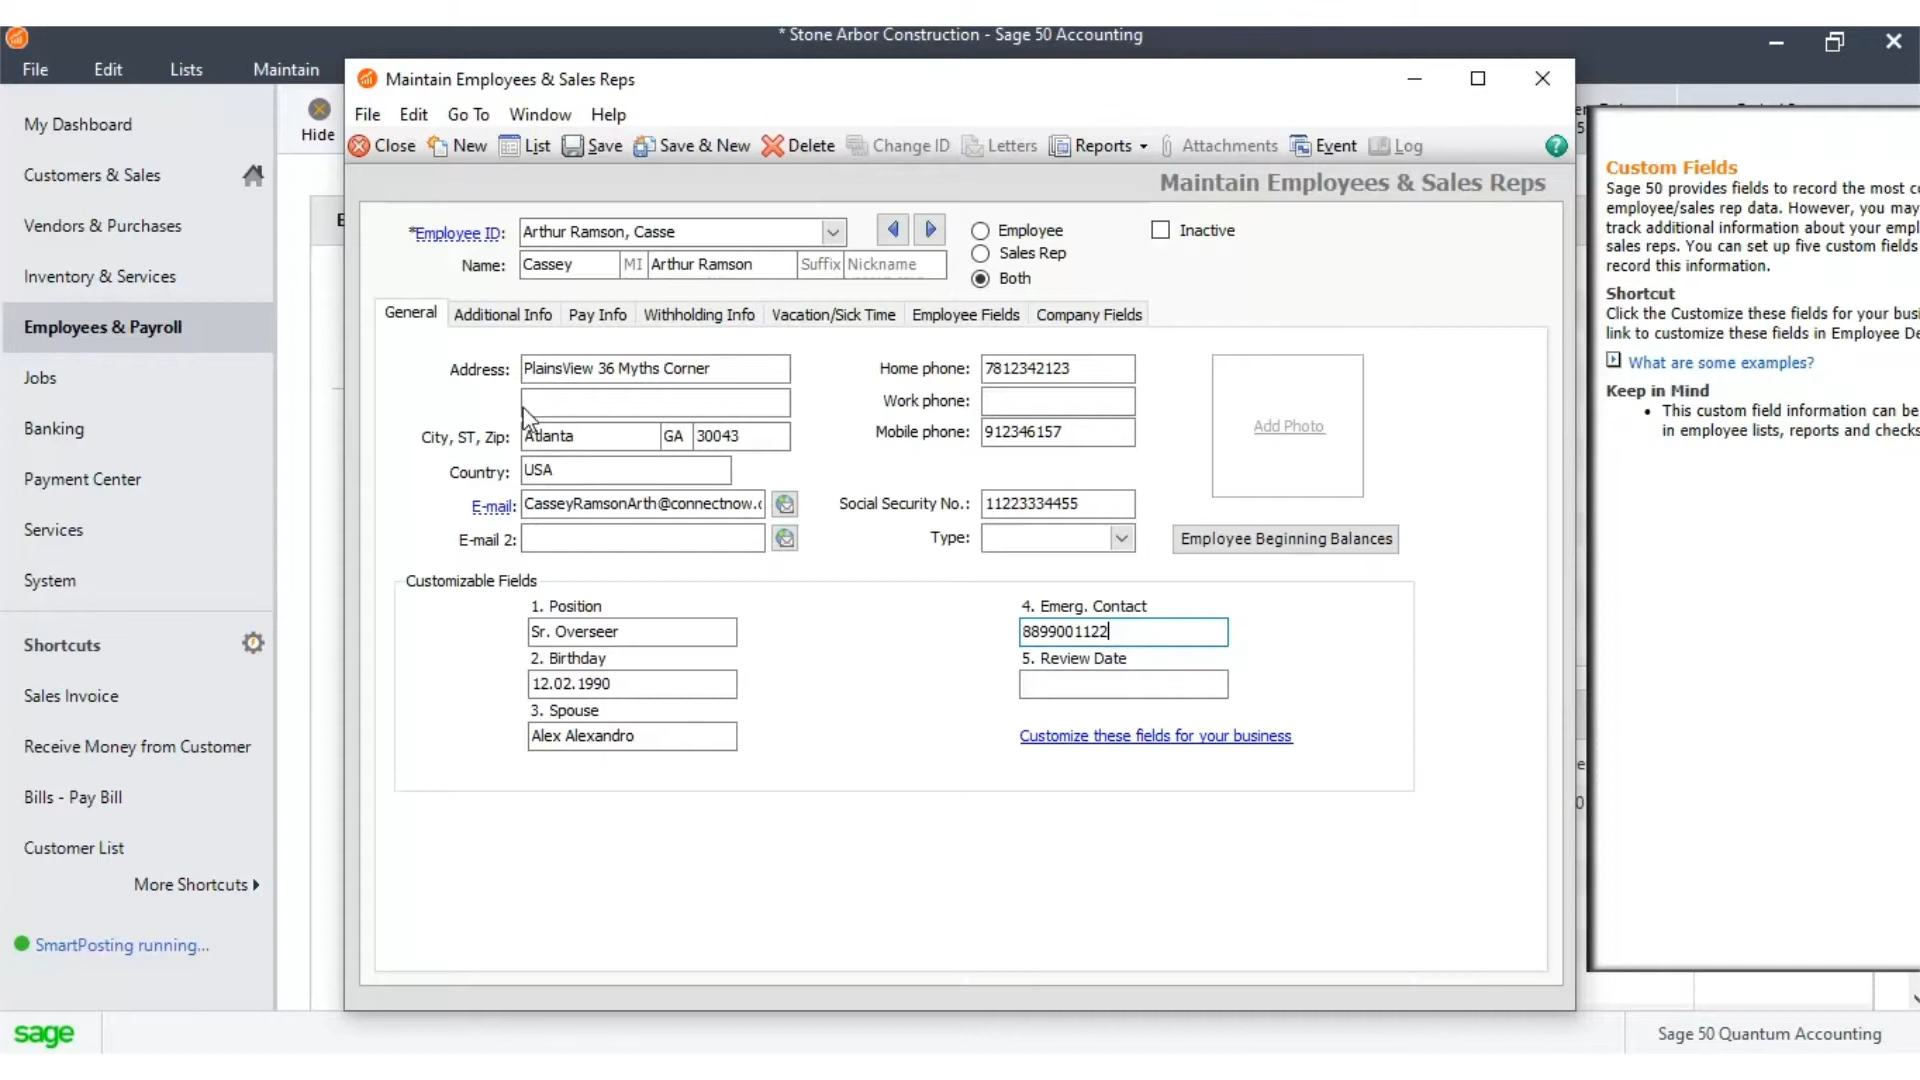 * Stone Arbor Construction - Sage 50 Accounting
File Edit Lists Maintain
My Dashboard
Customers & Sales
Vendors & Purchases
Inventory & Services
Employees & Payroll
Jobs
Banking
Payment Center
Services
System
Shortcuts
Sales Invoice
Receive Money from Customer
Bills - Pay Bill
Customer List
More Shortcuts
SmartPosting running...
sage
Hide
Maintain Employees & Sales Reps
File Edit Go To Window Help
Close New List Save Save & New Delete Change ID Letters Reports Attachments Event Log
Maintain Employees & Sales Reps
*Employee ID: Arthur Ramson, Casse
Name: Cassey MI Arthur Ramson Suffix Nickname
Employee
Sales Rep
Both
Inactive
General Additional Info Pay Info Withholding Info Vacation/Sick Time Employee Fields Company Fields
Address: PlainsView 36 Myths Corner
City, ST, Zip: Atlanta GA 30043
Country: USA
E-mail: CasseyRamsonArth@connectnow.c
E-mail 2:
Home phone: 7812342123
Work phone:
Mobile phone: 912346157
Social Security No.: 11223334455
Type:
Add Photo
Employee Beginning Balances
Customizable Fields
1. Position
Sr. Overseer
2. Birthday
12.02.1990
3. Spouse
Alex Alexandro
4. Emerg. Contact
8899001122
5. Review Date
Customize these fields for your business
Custom Fields
Sage 50 provides fields to record the most c
employee/sales rep data. However, you may
track additional information about your empl
sales reps. You can set up five custom fields
record this information.
Shortcut
Click the Customize these fields for your busi
link to customize these fields in Employee De
What are some examples?
Keep in Mind
• This custom field information can be
in employee lists, reports and checks
Sage 50 Quantum Accounting